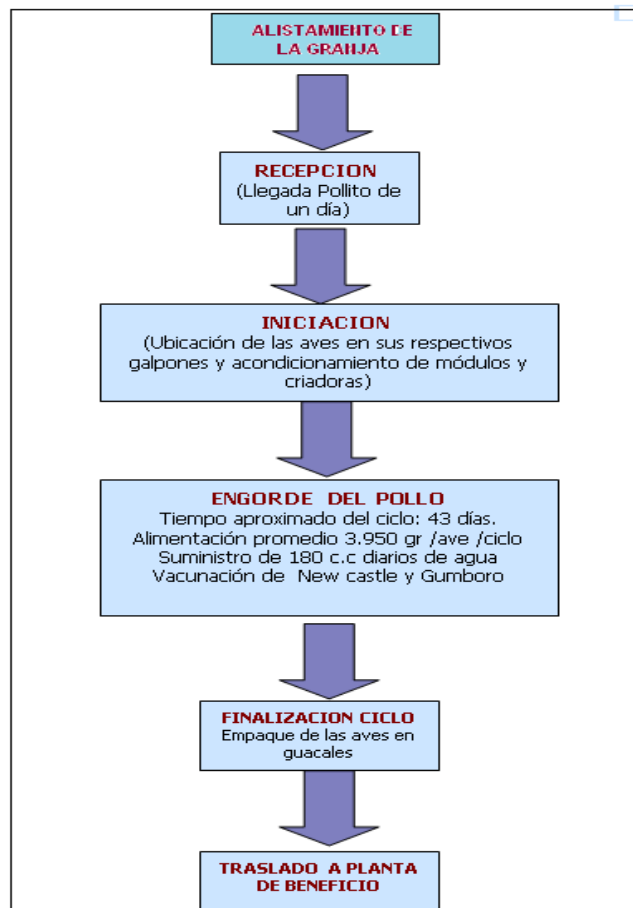 ALISTAMIENTO DE
LA GRANJA
RECEPCION
(Llegada Pollito de
un día)
INICIACION
(Ubicación de las aves en sus respectivos
galpones y acondicionamiento de módulos y
criadoras)
ENGORDE DEL POLLO
Tiempo aproximado del ciclo: 43 días.
Alimentación promedio 3.950 gr /ave /ciclo
Suministro de 180 c.c diarios de agua
Vacunación de New castle y Gumboro
FINALIZACION CICLO
Empaque de las aves en
guacales
TRASLADO A PLANTA
DE BENEFICIO